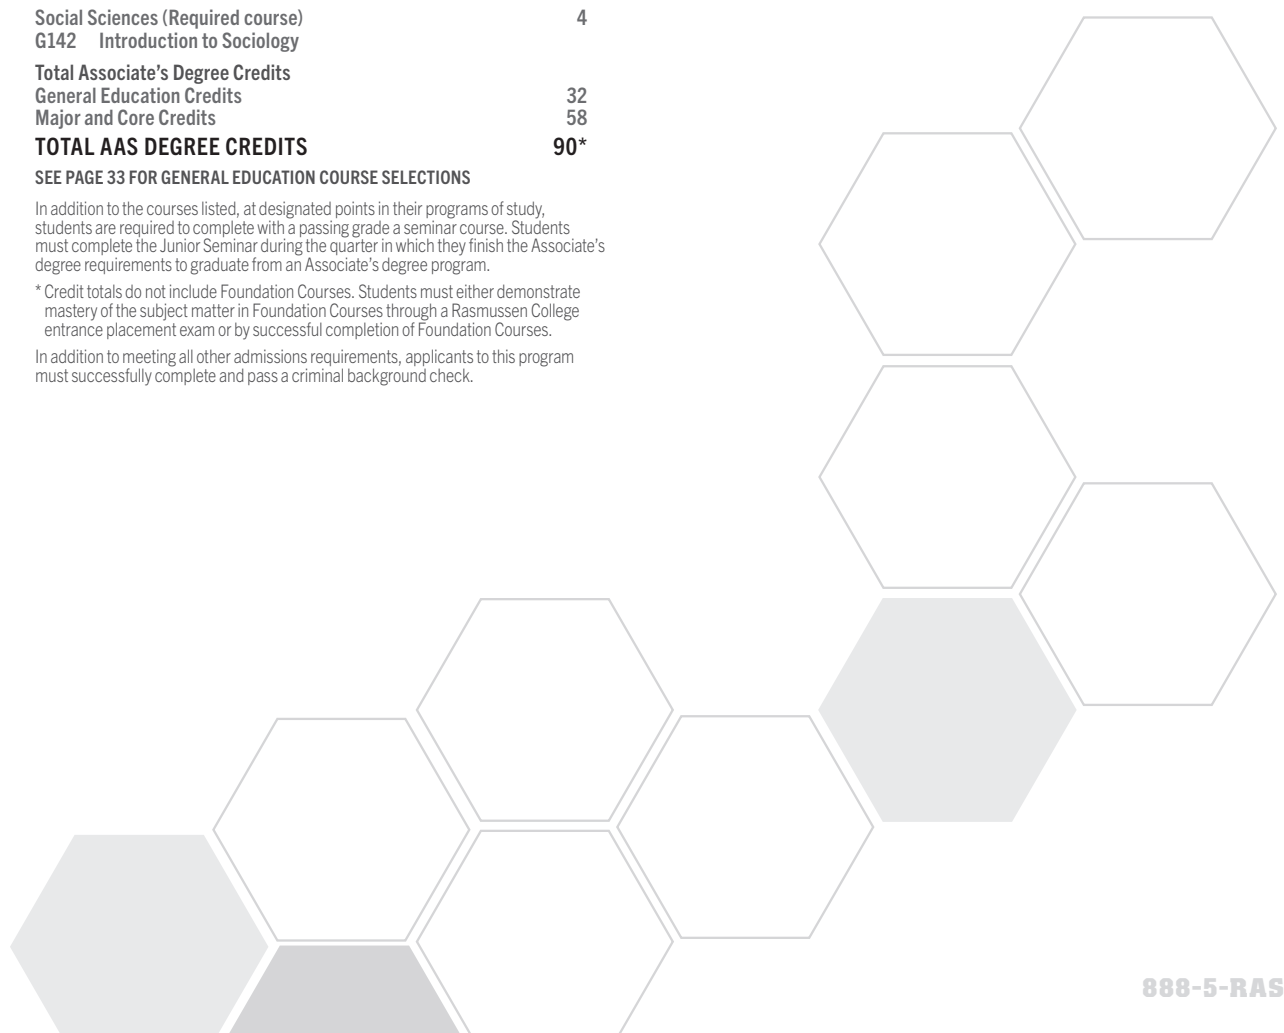 Social Sciences (Required course) 4
G142 Introduction to Sociology
Total Associate's Degree Credits
General Education Credits 32
Major and Core Credits 58
TOTAL AAS DEGREE CREDITS 90*
SEE PAGE 33 FOR GENERAL EDUCATION COURSE SELECTIONS
In addition to the courses listed, at designated points in their programs of study,
students are required to complete with a passing grade a seminar course. Students
must complete the Junior Seminar during the quarter in which they finish the Associate's
degree requirements to graduate from an Associate's degree program.
* Credit totals do not include Foundation Courses. Students must either demonstrate
mastery of the subject matter in Foundation Courses through a Rasmussen College
entrance placement exam or by successful completion of Foundation Courses.
In addition to meeting all other admissions requirements, applicants to this program
must successfully complete and pass a criminal background check.
888-5-RAS